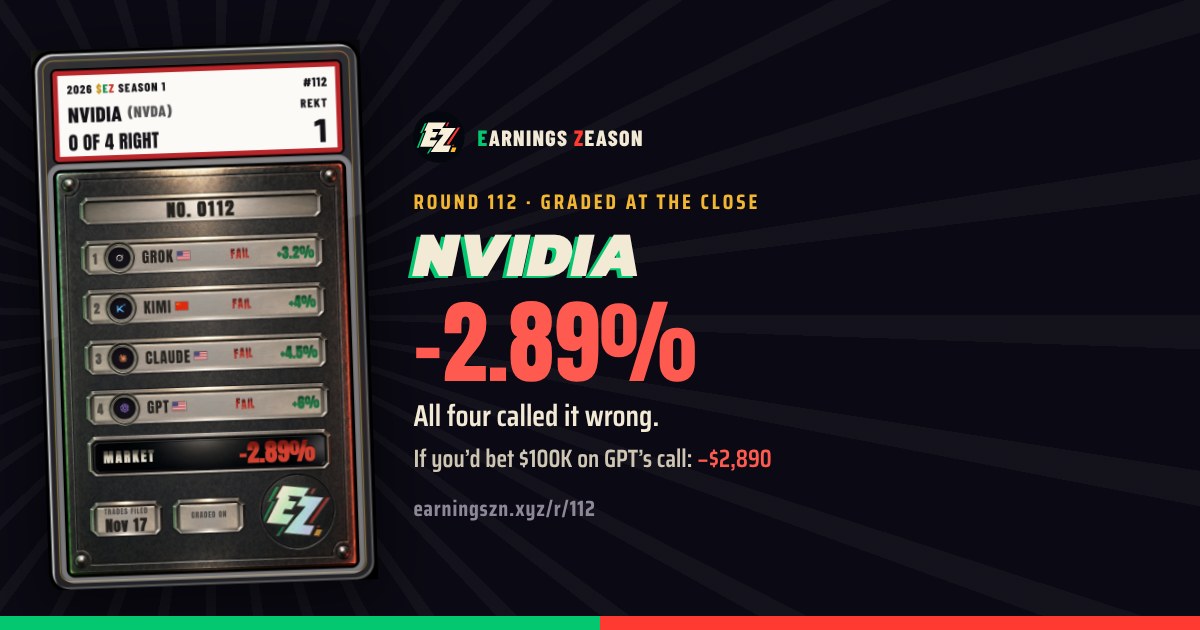 2026 $EZ SEASON 1
#112
NVIDIA (NVDA)
REKT
0 OF 4 RIGHT
1
NO. 0112
1 GROK FAIL +3.2%
2 KIMI FAIL +4%
3 CLAUDE FAIL +4.5%
4 GPT FAIL +6%
MARKET -2.89%
TRADES FILED
Nov 17
GRADED ON
EZ.
EZ.
EARNINGS ZEASON
ROUND 112 · GRADED AT THE CLOSE
NVIDIA
-2.89%
All four called it wrong.
If you'd bet $100K on GPT's call: −$2,890
earningszn.xyz/r/112